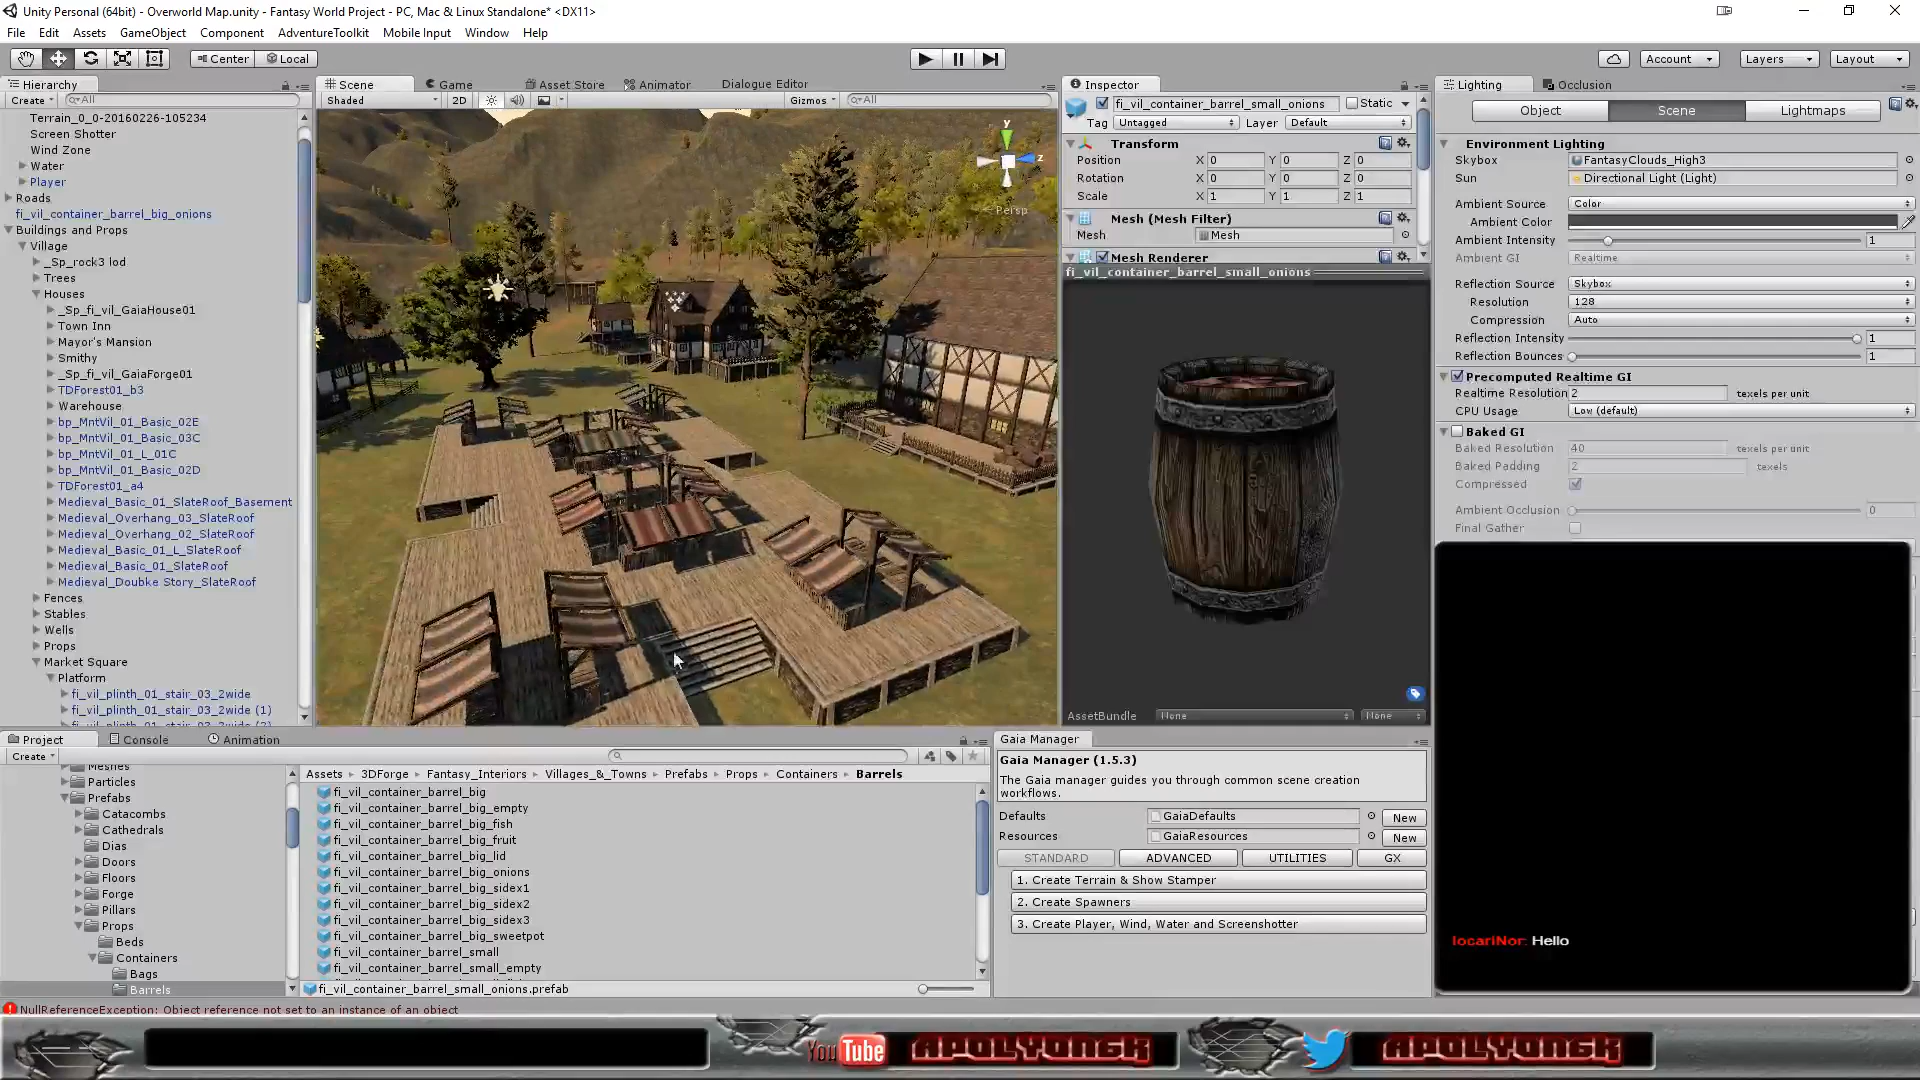 Unity Personal (64bit) - Overworld Map.unity - Fantasy World Project - PC, Mac & Linux Standalone* <DX11>
File Edit Assets GameObject Component AdventureToolkit Mobile Input Window Help
Center Local Account Layers Layout
Hierarchy
Create All
Terrain_0_0-20160226-105234
Screen Shotter
Wind Zone
Water
Player
Roads
fi_vil_container_barrel_big_onions
Buildings and Props
Village
_Sp_rock3 lod
Trees
Houses
_Sp_fi_vil_GaiaHouse01
Town Inn
Mayor's Mansion
Smithy
_Sp_fi_vil_GaiaForge01
TDForest01_b3
Warehouse
bp_MntVil_01_Basic_02E
bp_MntVil_01_Basic_03C
bp_MntVil_01_L_01C
bp_MntVil_01_Basic_02D
TDForest01_a4
Medieval_Basic_01_SlateRoof_Basement
Medieval_Overhang_03_SlateRoof
Medieval_Overhang_02_SlateRoof
Medieval_Basic_01_L_SlateRoof
Medieval_Basic_01_SlateRoof
Medieval_Doubke Story_SlateRoof
Fences
Stables
Wells
Props
Market Square
Platform
fi_vil_plinth_01_stair_03_2wide
fi_vil_plinth_01_stair_03_2wide (1)
Scene Game Asset Store Animator Dialogue Editor
Shaded 2D Gizmos All
y
z
Persp
Inspector
fi_vil_container_barrel_small_onions Static
Tag Untagged Layer Default
Transform
Position X 0 Y 0 Z 0
Rotation X 0 Y 0 Z 0
Scale X 1 Y 1 Z 1
Mesh (Mesh Filter)
Mesh Mesh
Mesh Renderer
fi_vil_container_barrel_small_onions
AssetBundle None None
Lighting Occlusion
Object Scene Lightmaps
Environment Lighting
Skybox FantasyClouds_High3
Sun Directional Light (Light)
Ambient Source Color
Ambient Color
Ambient Intensity 1
Ambient GI Realtime
Reflection Source Skybox
Resolution 128
Compression Auto
Reflection Intensity 1
Reflection Bounces 1
Precomputed Realtime GI
Realtime Resolution 2 texels per unit
CPU Usage Low (default)
Baked GI
Baked Resolution 40 texels per unit
Baked Padding 2 texels
Compressed
Ambient Occlusion 0
Final Gather
locariNor: Hello
Project Console Animation
Create
Meshes
Particles
Prefabs
Catacombs
Cathedrals
Dias
Doors
Floors
Forge
Pillars
Props
Beds
Containers
Bags
Barrels
Assets 3DForge Fantasy_Interiors Villages_&_Towns Prefabs Props Containers Barrels
fi_vil_container_barrel_big
fi_vil_container_barrel_big_empty
fi_vil_container_barrel_big_fish
fi_vil_container_barrel_big_fruit
fi_vil_container_barrel_big_lid
fi_vil_container_barrel_big_onions
fi_vil_container_barrel_big_sidex1
fi_vil_container_barrel_big_sidex2
fi_vil_container_barrel_big_sidex3
fi_vil_container_barrel_big_sweetpot
fi_vil_container_barrel_small
fi_vil_container_barrel_small_empty
fi_vil_container_barrel_small_onions.prefab
Gaia Manager
Gaia Manager (1.5.3)
The Gaia manager guides you through common scene creation
workflows.
Defaults GaiaDefaults New
Resources GaiaResources New
STANDARD ADVANCED UTILITIES GX
1. Create Terrain & Show Stamper
2. Create Spawners
3. Create Player, Wind, Water and Screenshotter
NullReferenceException: Object reference not set to an instance of an object
YouTube APOLYONGK APOLYONGK